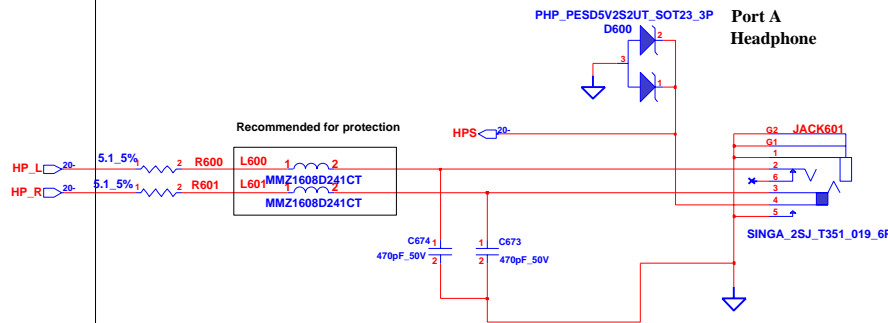 PHP_PESD5V2S2UT_SOT23_3P
D600
Port A
Headphone
2
3
1
Recommended for protection
HPS 20-
G2 JACK601
G1
1
HP_L 20- 5.1_5% 1 2 R600 L600 1 2
MMZ1608D241CT
2
6
HP_R 20- 5.1_5% 1 2 R601 L601 1 2
MMZ1608D241CT
3
4
5
SINGA_2SJ_T351_019_6P
C674 1
2
470pF_50V
1 C673
2
470pF_50V